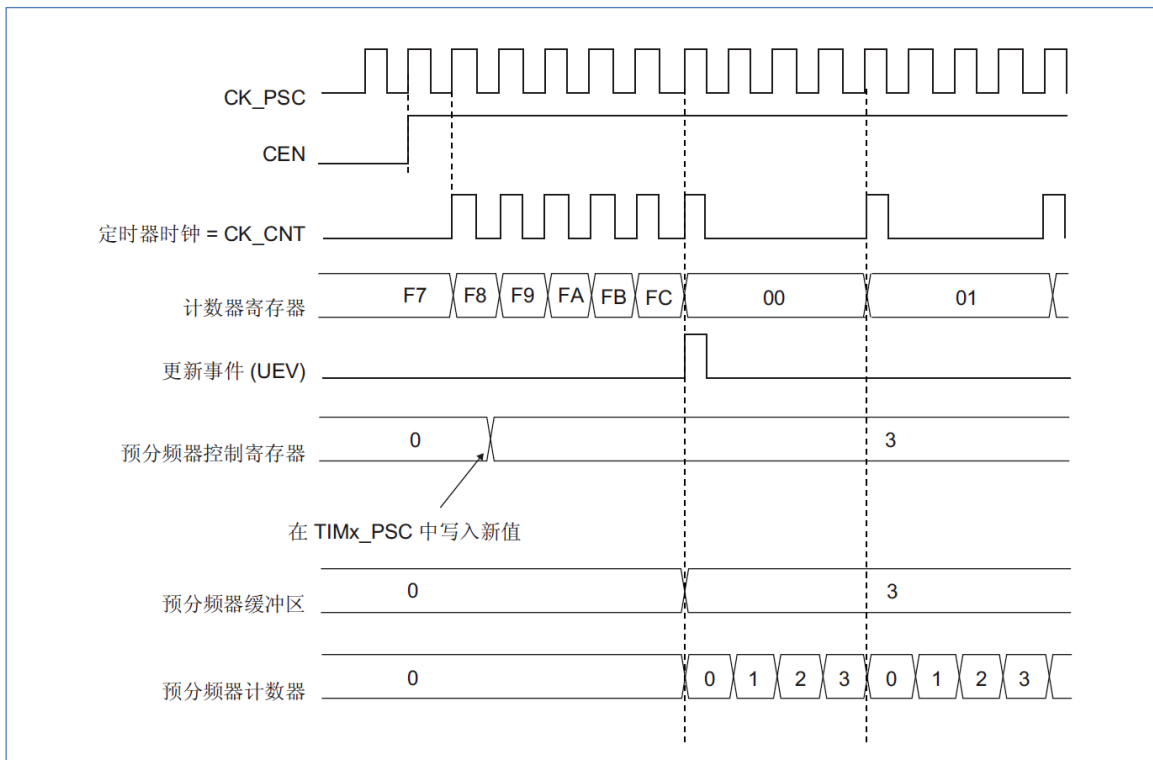 CK_PSC
CEN
定时器时钟 = CK_CNT
计数器寄存器 F7 F8 F9 FA FB FC 00 01
更新事件 (UEV)
预分频器控制寄存器 0 3
在 TIMx_PSC 中写入新值
预分频器缓冲区 0 3
预分频器计数器 0 0 1 2 3 0 1 2 3